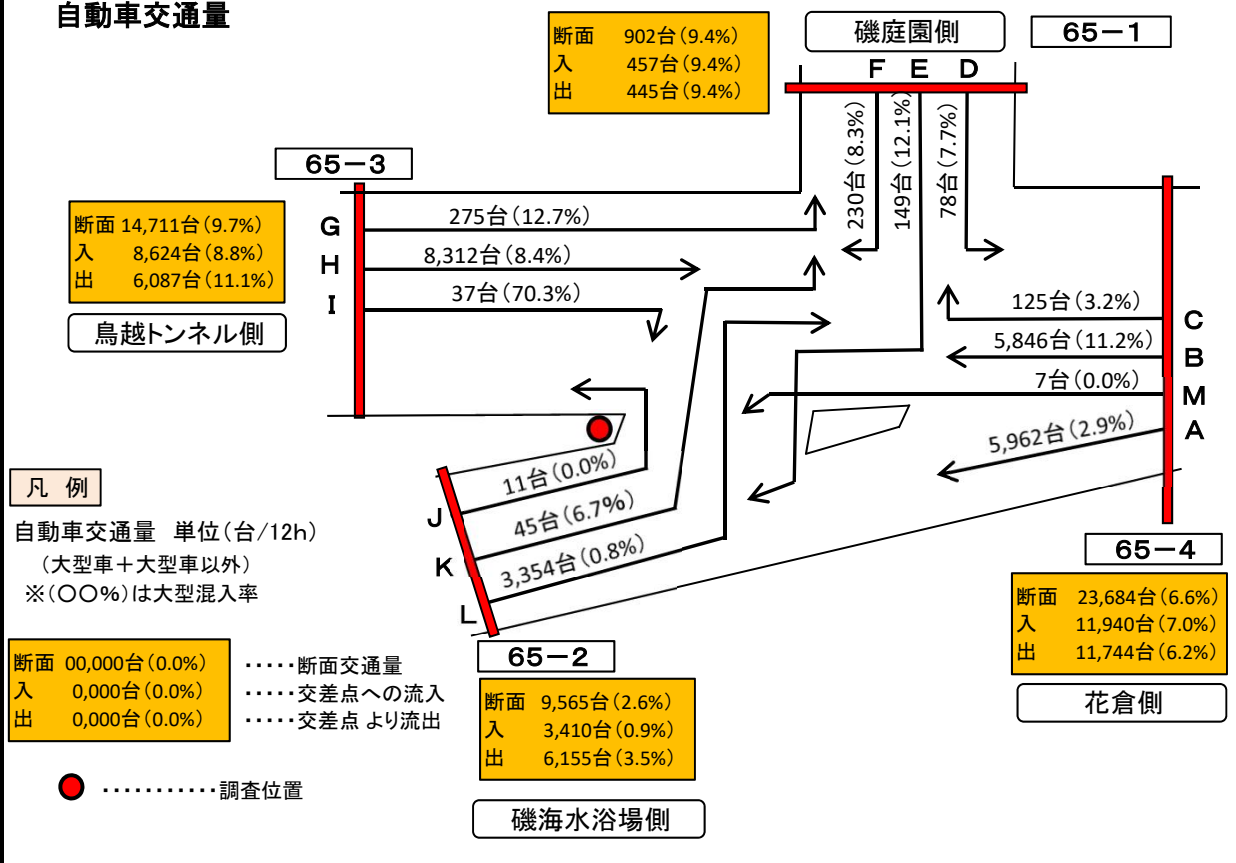 自動車交通量
断面 902台(9.4%)
入 457台(9.4%)
出 445台(9.4%)
磯庭園側
65－1
F E D
230台(8.3%)
149台(12.1%)
78台(7.7%)
65－3
断面 14,711台(9.7%)
入 8,624台(8.8%)
出 6,087台(11.1%)
鳥越トンネル側
G 275台(12.7%)
H 8,312台(8.4%)
I 37台(70.3%)
125台(3.2%) C
5,846台(11.2%) B
7台(0.0%) M
5,962台(2.9%) A
J 11台(0.0%)
K 45台(6.7%)
L 3,354台(0.8%)
凡 例
自動車交通量 単位(台/12h)
(大型車＋大型車以外)
※(〇〇%)は大型混入率
断面 00,000台(0.0%) ‥‥‥断面交通量
入 0,000台(0.0%) ‥‥‥交差点への流入
出 0,000台(0.0%) ‥‥‥交差点 より流出
‥‥‥‥‥‥調査位置
65－2
断面 9,565台(2.6%)
入 3,410台(0.9%)
出 6,155台(3.5%)
磯海水浴場側
65－4
断面 23,684台(6.6%)
入 11,940台(7.0%)
出 11,744台(6.2%)
花倉側